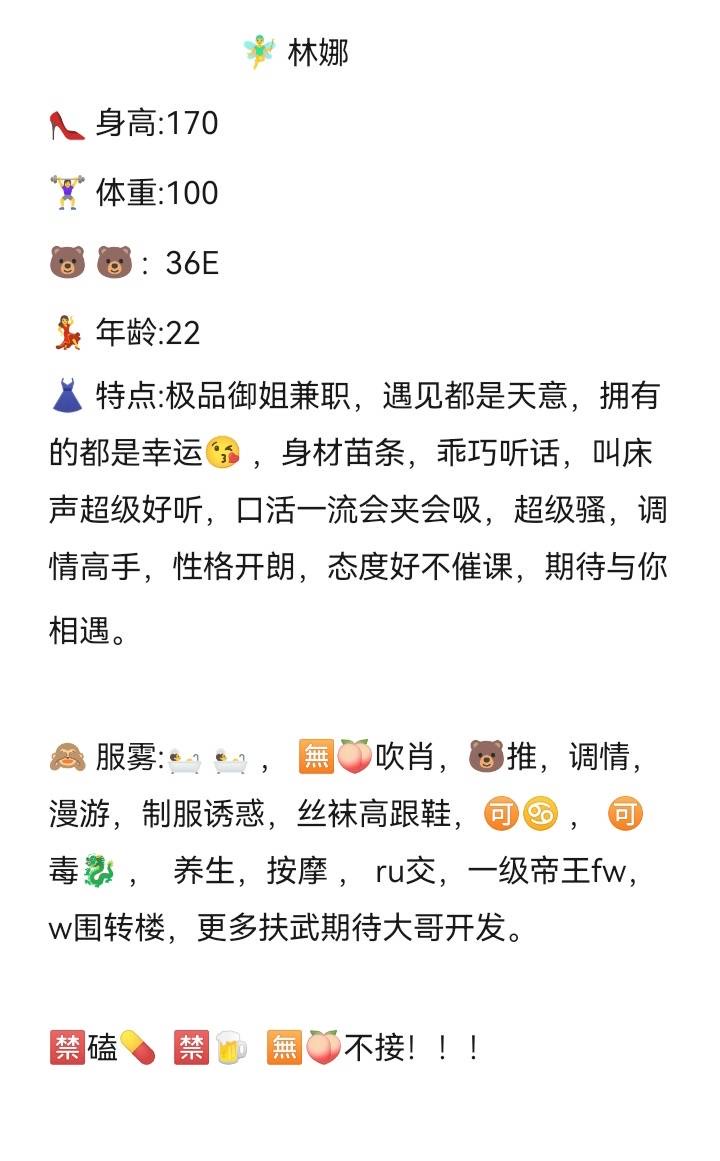 🧚‍♂️ 林娜
👠 身高:170
🏋️‍♀️ 体重:100
🐻 🐻 : 36E
💃 年龄:22
👗 特点:极品御姐兼职，遇见都是天意，拥有
的都是幸运😘 ，身材苗条，乖巧听话，叫床
声超级好听，口活一流会夹会吸，超级骚，调
情高手，性格开朗，态度好不催课，期待与你
相遇。
🙈 服雾:🛀 🛀 ， 🈚🍑吹肖，🐻推，调情，
漫游，制服诱惑，丝袜高跟鞋，🉑♋ ， 🉑
毒🐉 ， 养生，按摩 ， ru交，一级帝王fw，
w围转楼，更多扶武期待大哥开发。
🈲磕💊 🈲🍺 🈚🍑不接！！！